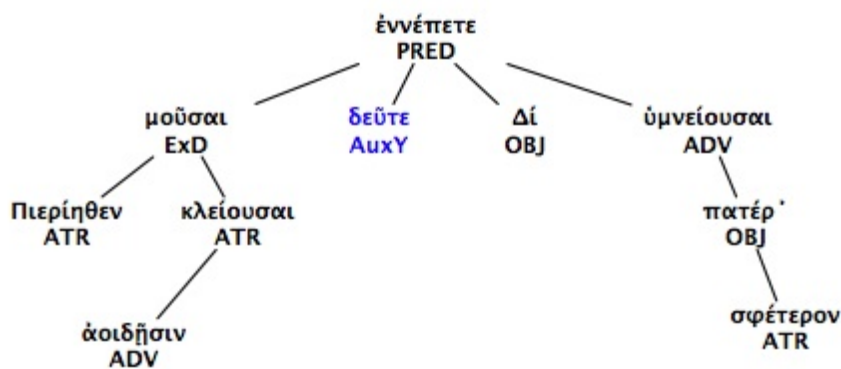 ἐννέπετε
PRED
μοῦσαι δεῦτε Δί ὑμνείουσαι
ExD AuxY OBJ ADV
Πιερίηθεν κλείουσαι πατέρ᾽
ATR ATR OBJ
ἀοιδῇσιν σφέτερον
ADV ATR